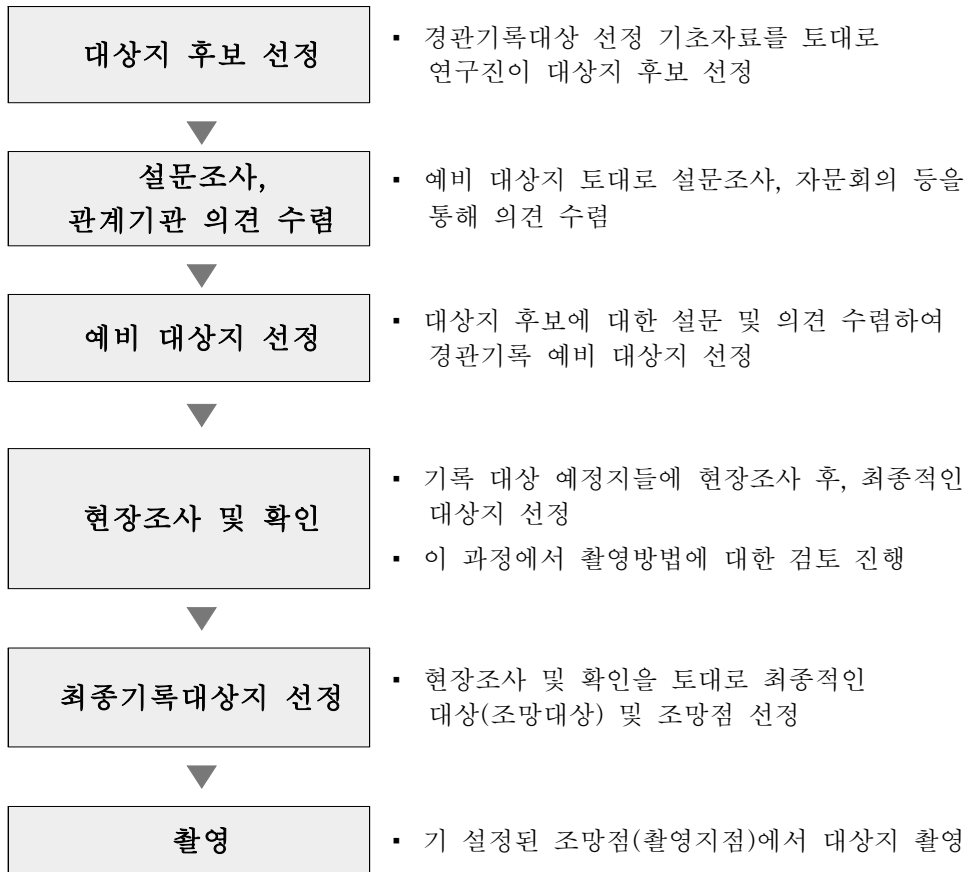 대상지 후보 선정
▪ 경관기록대상 선정 기초자료를 토대로
연구진이 대상지 후보 선정
설문조사,
관계기관 의견 수렴
▪ 예비 대상지 토대로 설문조사, 자문회의 등을
통해 의견 수렴
예비 대상지 선정
▪ 대상지 후보에 대한 설문 및 의견 수렴하여
경관기록 예비 대상지 선정
현장조사 및 확인
▪ 기록 대상 예정지들에 현장조사 후, 최종적인
대상지 선정
▪ 이 과정에서 촬영방법에 대한 검토 진행
최종기록대상지 선정
▪ 현장조사 및 확인을 토대로 최종적인
대상(조망대상) 및 조망점 선정
촬영
▪ 기 설정된 조망점(촬영지점)에서 대상지 촬영